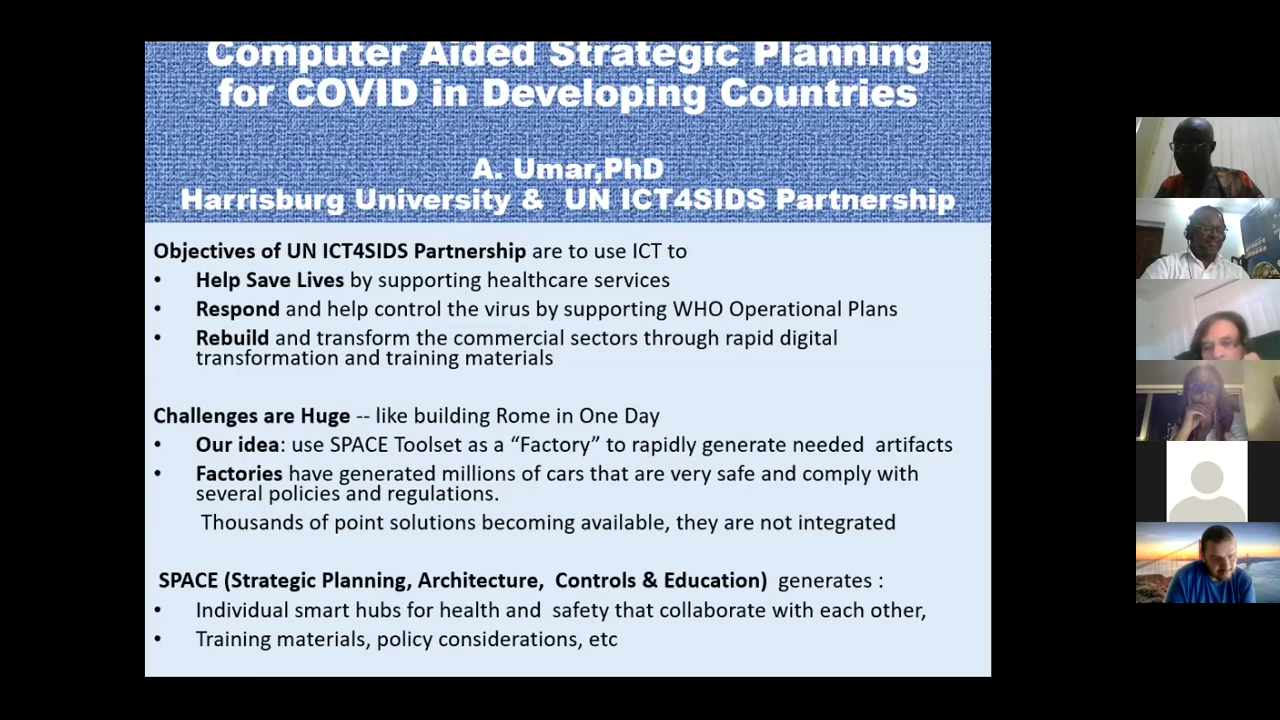 Computer Aided Strategic Planning
for COVID in Developing Countries
A. Umar,PhD
Harrisburg University & UN ICT4SIDS Partnership
Objectives of UN ICT4SIDS Partnership are to use ICT to
• Help Save Lives by supporting healthcare services
• Respond and help control the virus by supporting WHO Operational Plans
• Rebuild and transform the commercial sectors through rapid digital
transformation and training materials
Challenges are Huge -- like building Rome in One Day
• Our idea: use SPACE Toolset as a “Factory” to rapidly generate needed artifacts
• Factories have generated millions of cars that are very safe and comply with
several policies and regulations.
Thousands of point solutions becoming available, they are not integrated
SPACE (Strategic Planning, Architecture, Controls & Education) generates :
• Individual smart hubs for health and safety that collaborate with each other,
• Training materials, policy considerations, etc